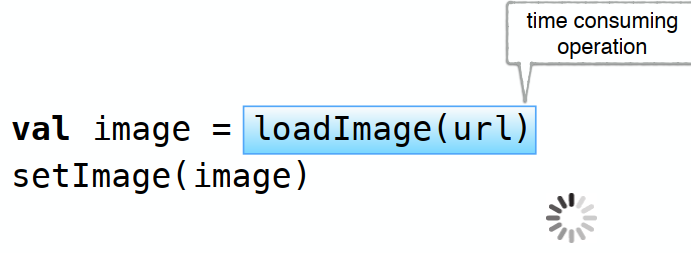 time consuming
operation
val image = loadImage(url)
setImage(image)